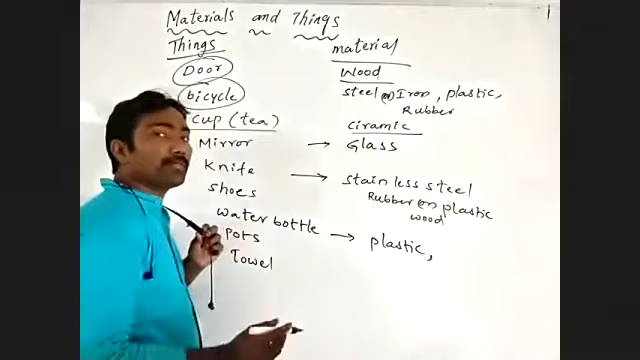 Materials and Things
Things material
Door Wood
bicycle steel or Iron, plastic,
Rubber
Cup (tea) Ciramic
Mirror → Glass
Knife → stainless steel
shoes Rubber or plastic
wood
water bottle → plastic,
pots
Towel